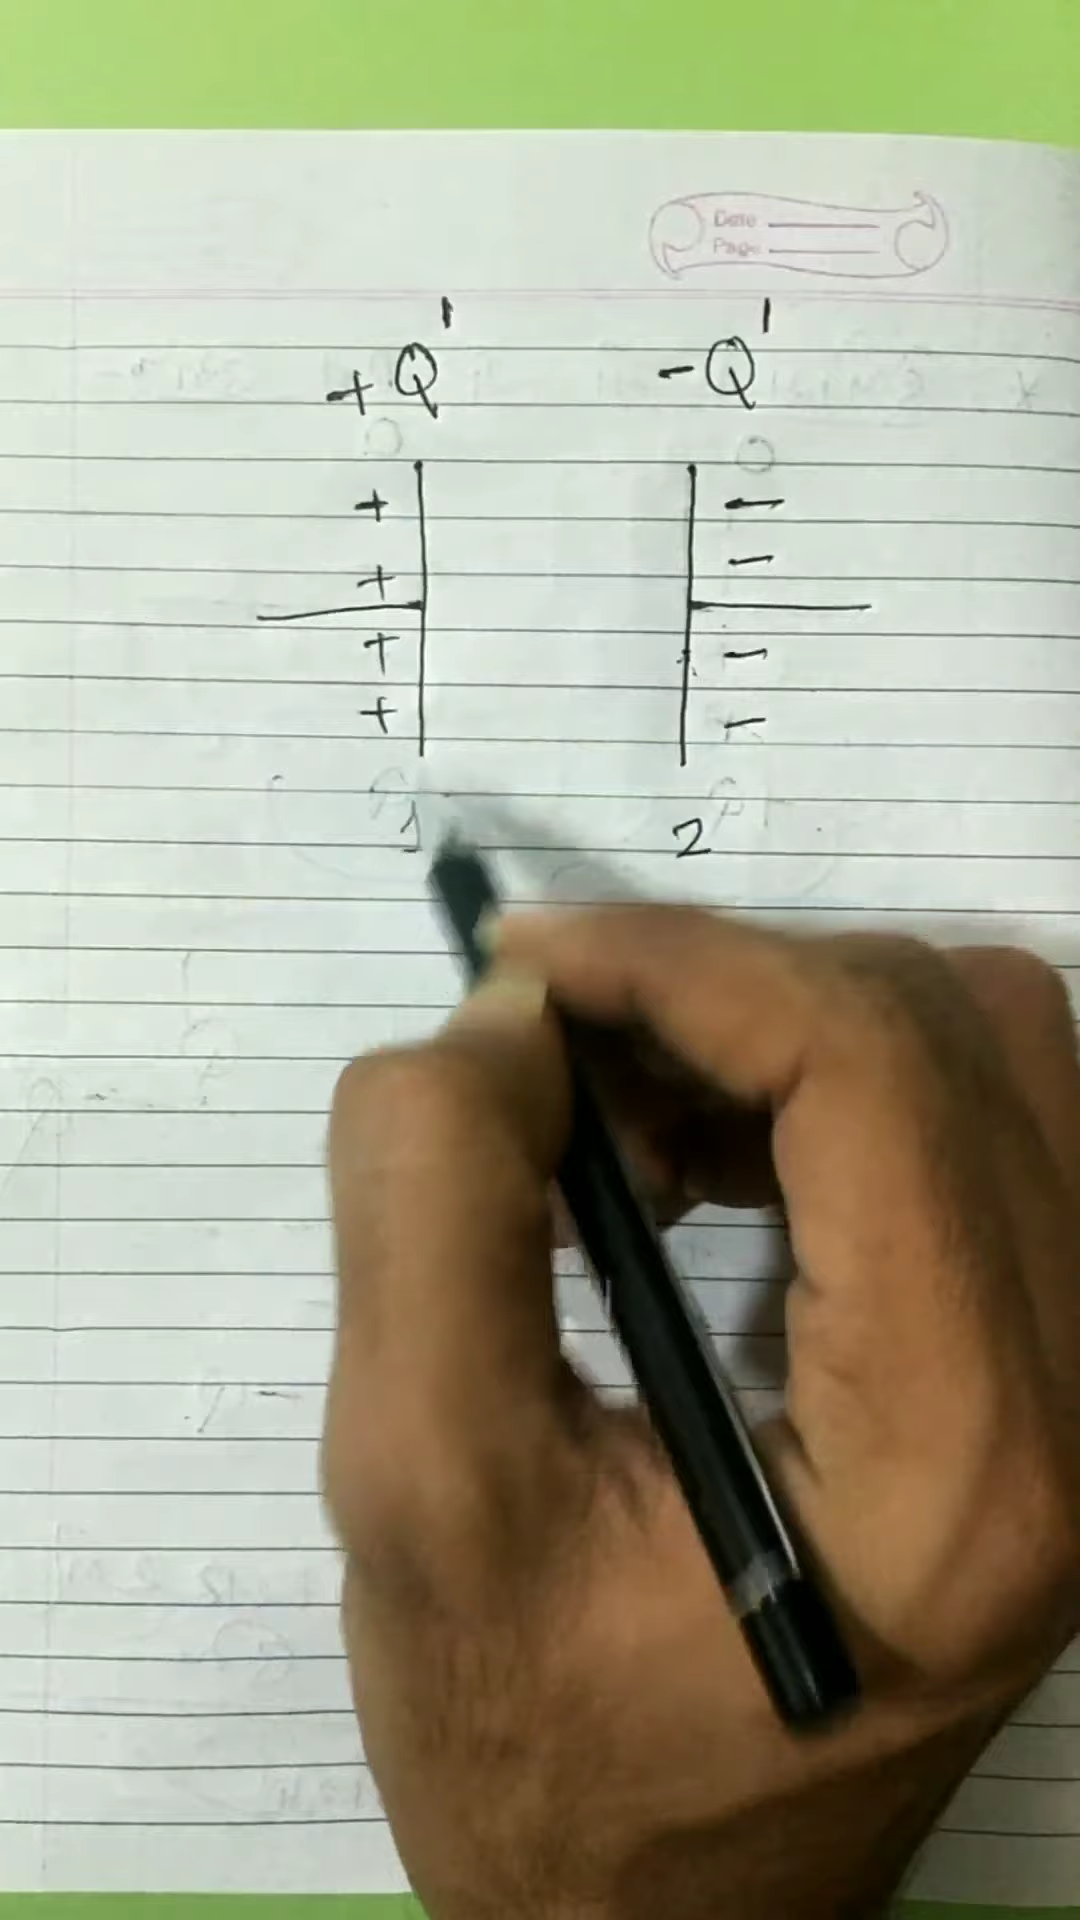 Date
Page
+Q' -Q'
+ -
+ -
+ -
+ -
1 2